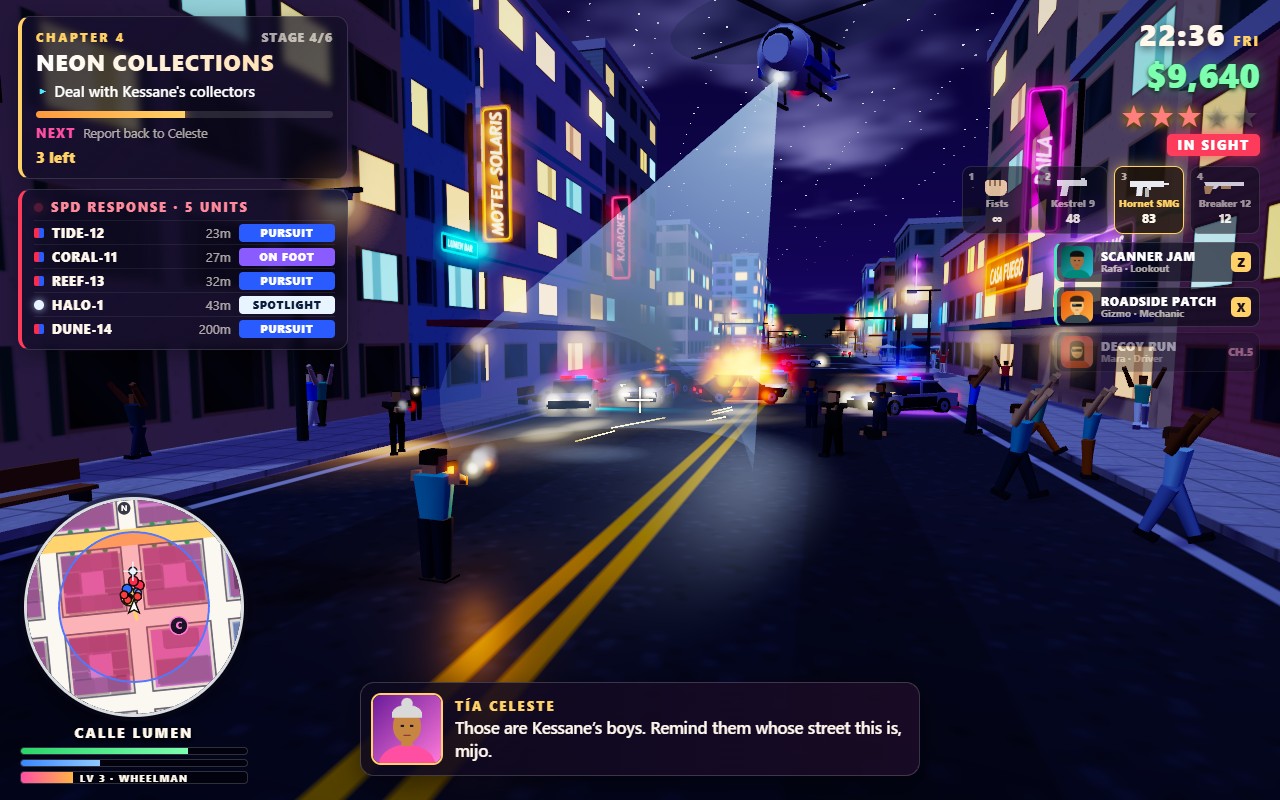 CHAPTER 4
STAGE 4/6
NEON COLLECTIONS
Deal with Kessane's collectors
NEXT Report back to Celeste
3 left
SPD RESPONSE · 5 UNITS
TIDE-12 23m PURSUIT
CORAL-11 27m ON FOOT
REEF-13 32m PURSUIT
HALO-1 43m SPOTLIGHT
DUNE-14 200m PURSUIT
MOTEL SOLARIS
LUMEN BAR
KARAOKE
CASA FUEGO
22:36 FRI
$9,640
IN SIGHT
1 2 3 4
Fists Kestrel 9 Hornet SMG Breaker 12
∞ 48 83 12
SCANNER JAM
Rafa · Lookout
Z
ROADSIDE PATCH
Gizmo · Mechanic
X
DECOY RUN
Mara · Driver
CH.5
N
C
CALLE LUMEN
LV 3 · WHEELMAN
TÍA CELESTE
Those are Kessane's boys. Remind them whose street this is,
mijo.